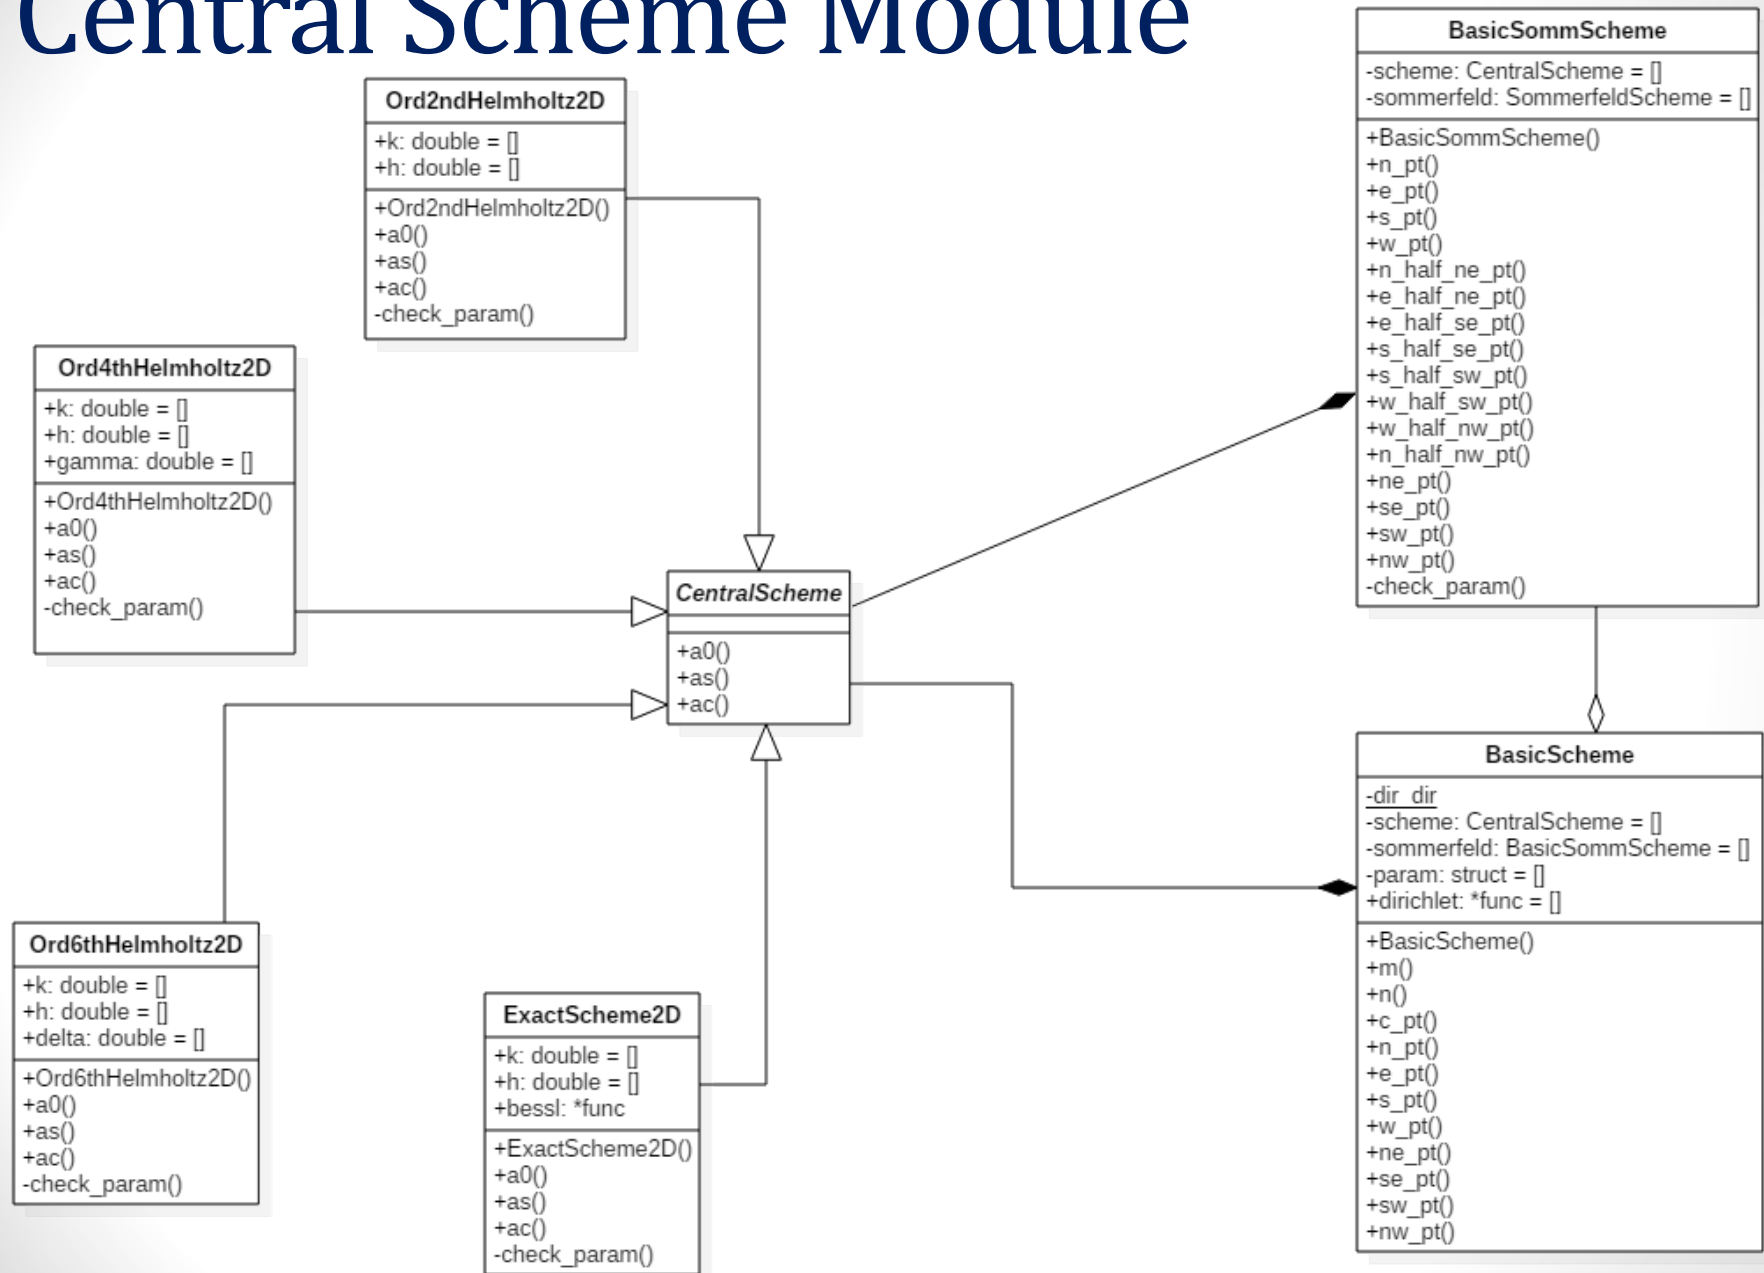 Central Scheme Module
Ord2ndHelmholtz2D
+k: double = []
+h: double = []
+Ord2ndHelmholtz2D()
+a0()
+as()
+ac()
-check_param()
Ord4thHelmholtz2D
+k: double = []
+h: double = []
+gamma: double = []
+Ord4thHelmholtz2D()
+a0()
+as()
+ac()
-check_param()
CentralScheme
+a0()
+as()
+ac()
Ord6thHelmholtz2D
+k: double = []
+h: double = []
+delta: double = []
+Ord6thHelmholtz2D()
+a0()
+as()
+ac()
-check_param()
ExactScheme2D
+k: double = []
+h: double = []
+bessl: *func
+ExactScheme2D()
+a0()
+as()
+ac()
-check_param()
BasicSommScheme
-scheme: CentralScheme = []
-sommerfeld: SommerfeldScheme = []
+BasicSommScheme()
+n_pt()
+e_pt()
+s_pt()
+w_pt()
+n_half_ne_pt()
+e_half_ne_pt()
+e_half_se_pt()
+s_half_se_pt()
+s_half_sw_pt()
+w_half_sw_pt()
+w_half_nw_pt()
+n_half_nw_pt()
+ne_pt()
+se_pt()
+sw_pt()
+nw_pt()
-check_param()
BasicScheme
-dir_dir
-scheme: CentralScheme = []
-sommerfeld: BasicSommScheme = []
-param: struct = []
+dirichlet: *func = []
+BasicScheme()
+m()
+n()
+c_pt()
+n_pt()
+e_pt()
+s_pt()
+w_pt()
+ne_pt()
+se_pt()
+sw_pt()
+nw_pt()